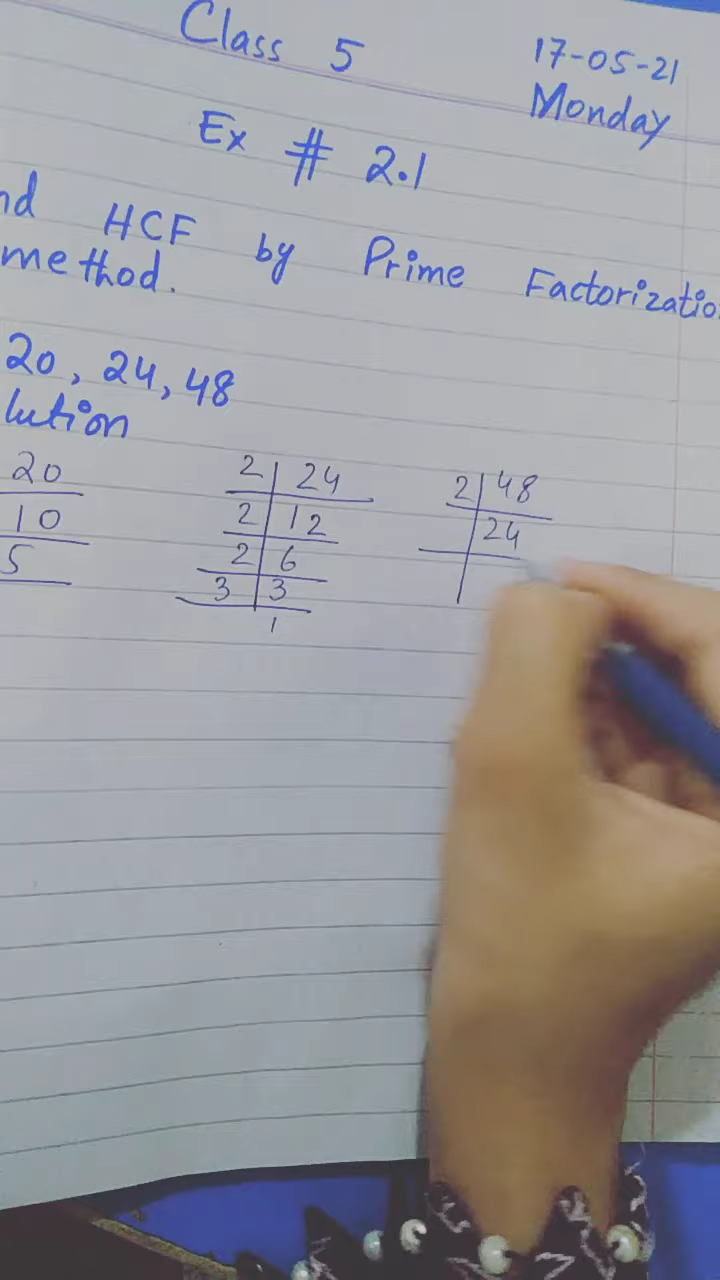 Class 5
17-05-21
Monday
Ex # 2.1
nd HCF by Prime Factorizatio
method.
20, 24, 48
lution
20
10
5
2 | 24
2 | 12
2 | 6
3 | 3
1
2 | 48
24